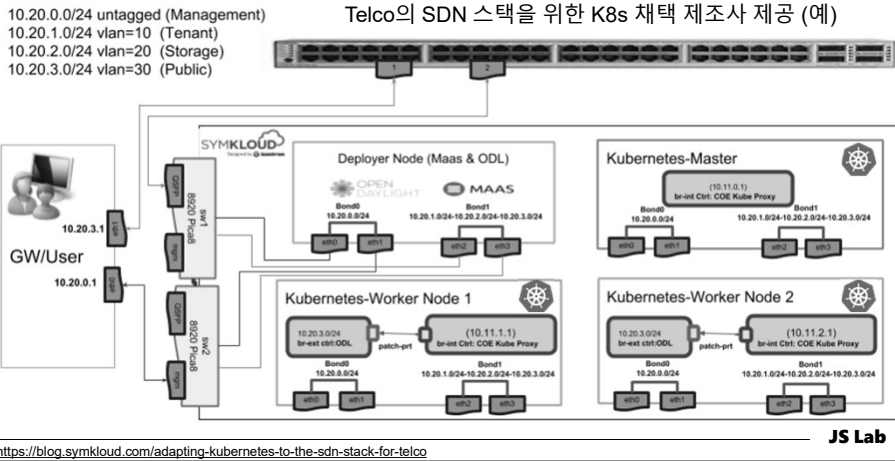 10.20.0.0/24 untagged (Management)
10.20.1.0/24 vlan=10 (Tenant)
10.20.2.0/24 vlan=20 (Storage)
10.20.3.0/24 vlan=30 (Public)
Telco의 SDN 스택을 위한 K8s 채택 제조사 제공 (예)
1
2
SYMKLOUD
Designed by kontron
QSFP
8920 Pica8
sw1
mgm
QSFP
8920 Pica8
sw2
mgm
10.20.3.1
GW/User
10.20.0.1
Deployer Node (Maas & ODL)
OPEN
DAYLIGHT
MAAS
Bond0
10.20.0.0/24
Bond1
10.20.1.0/24-10.20.2.0/24-10.20.3.0/24
eth0
eth1
eth2
eth3
Kubernetes-Master
(10.11.0.1)
br-int Ctrl: COE Kube Proxy
Bond0
10.20.0.0/24
Bond1
10.20.1.0/24-10.20.2.0/24-10.20.3.0/24
eth0
eth1
eth2
eth3
Kubernetes-Worker Node 1
10.20.3.0/24
br-ext ctrl:ODL
patch-prt
(10.11.1.1)
br-int Ctrl: COE Kube Proxy
Bond0
10.20.0.0/24
Bond1
10.20.1.0/24-10.20.2.0/24-10.20.3.0/24
eth0
eth1
eth2
eth3
Kubernetes-Worker Node 2
10.20.3.0/24
br-ext ctrl:ODL
patch-prt
(10.11.2.1)
br-int Ctrl: COE Kube Proxy
Bond0
10.20.0.0/24
Bond1
10.20.1.0/24-10.20.2.0/24-10.20.3.0/24
eth0
eth1
eth2
eth3
JS Lab
https://blog.symkloud.com/adapting-kubernetes-to-the-sdn-stack-for-telco